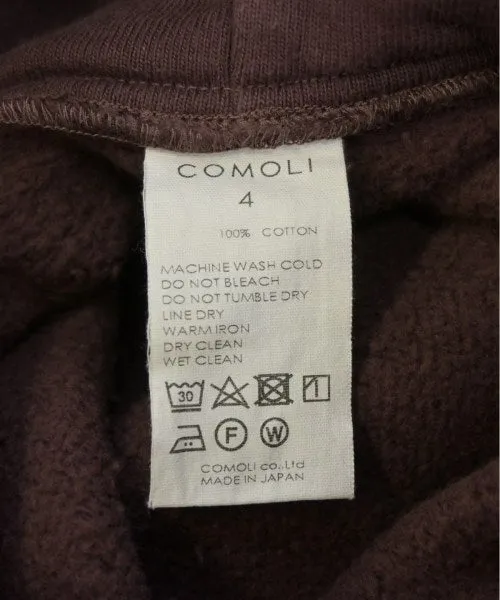 COMOLI
4
100% COTTON
MACHINE WASH COLD
DO NOT BLEACH
DO NOT TUMBLE DRY
LINE DRY
WARM IRON
DRY CLEAN
WET CLEAN
30
F W
COMOLI co.,Ltd
MADE IN JAPAN